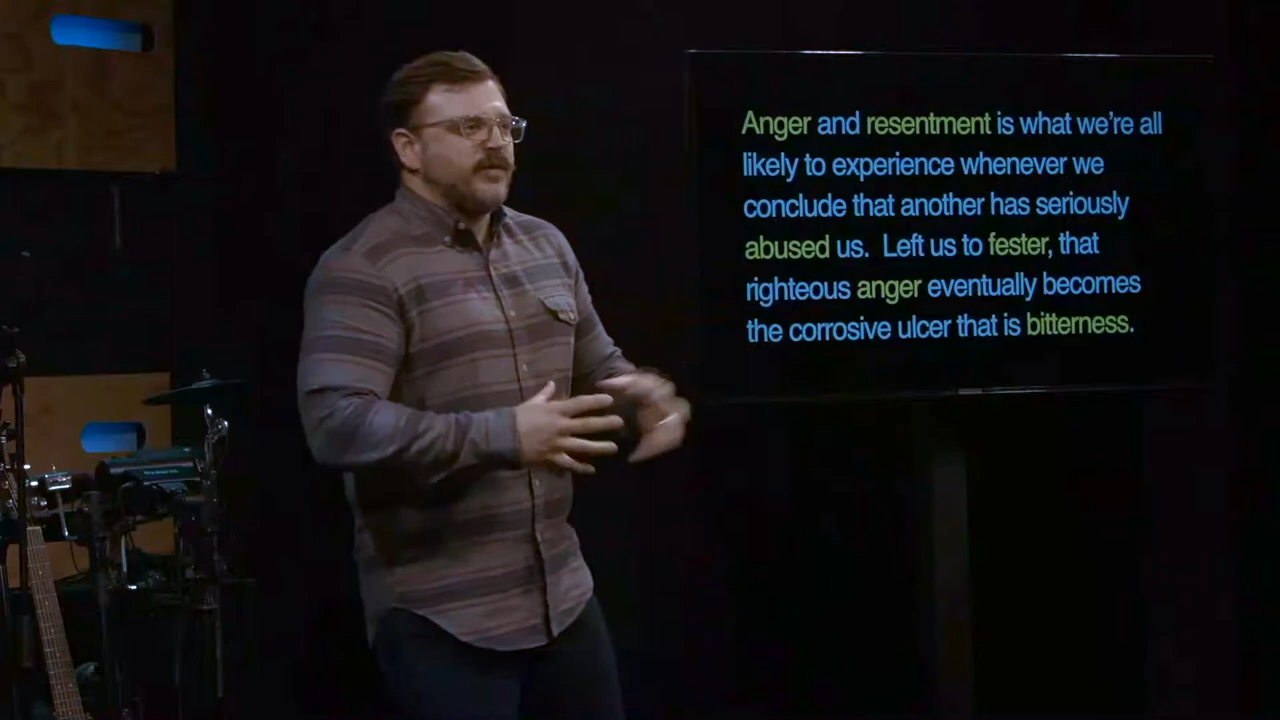 Anger and resentment is what we're all
likely to experience whenever we
conclude that another has seriously
abused us.  Left us to fester, that
righteous anger eventually becomes
the corrosive ulcer that is bitterness.
Roland